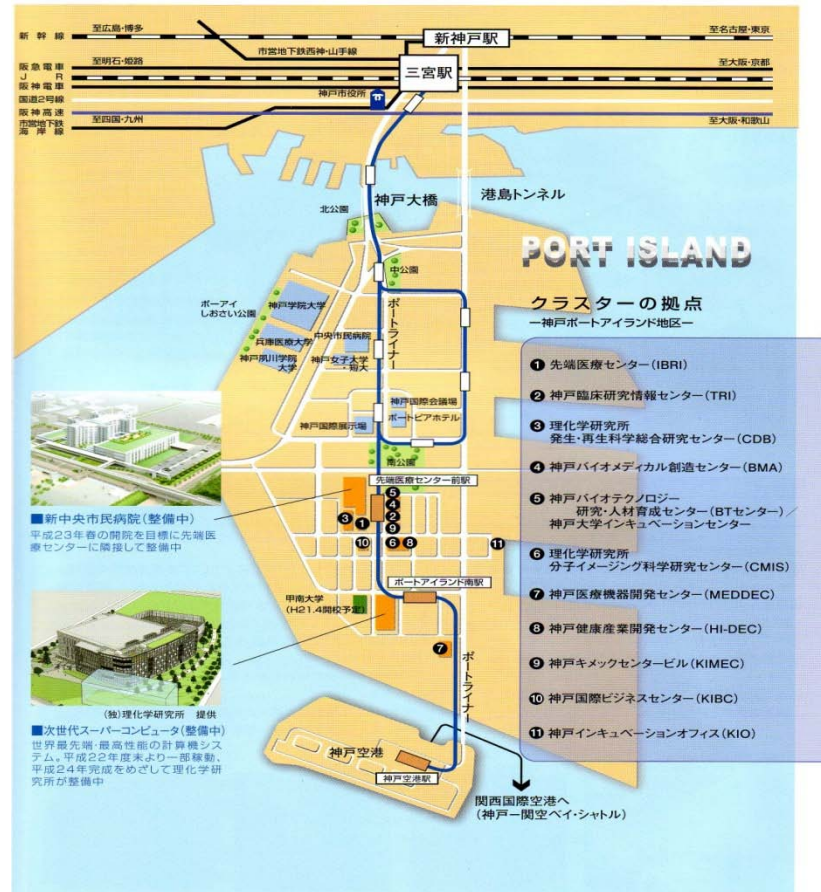 新幹線
至広島・博多
新神戸駅
至名古屋・東京
市営地下鉄西神・山手線
阪急電車
至明石・姫路
三宮駅
至大阪・京都
JR
阪神電車
神戸市役所
国道2号線
阪神高速
市営地下鉄
海岸線
至四国・九州
至大阪・和歌山
神戸大橋
港島トンネル
北公園
PORT ISLAND
中公園
ポーアイ
しおさい公園
神戸学院大学
ポートライナー
クラスターの拠点
ー神戸ポートアイランド地区ー
兵庫医療大学
中央市民病院
神戸夙川学院
大学
神戸女子大学
・短大
神戸国際会議場
ポートピアホテル
神戸国際展示場
南公園
先端医療センター前駅
❶ 先端医療センター(IBRI)
❷ 神戸臨床研究情報センター(TRI)
❸ 理化学研究所
発生・再生科学総合研究センター(CDB)
❹ 神戸バイオメディカル創造センター(BMA)
❺ 神戸バイオテクノロジー
研究・人材育成センター(BTセンター)／
神戸大学インキュベーションセンター
❻ 理化学研究所
分子イメージング科学研究センター(CMIS)
❼ 神戸医療機器開発センター(MEDDEC)
❽ 神戸健康産業開発センター(HI-DEC)
❾ 神戸キメックセンタービル(KIMEC)
❿ 神戸国際ビジネスセンター(KIBC)
⓫ 神戸インキュベーションオフィス(KIO)
❺
❹
❷
❾
❸ ❶
❿ ❻ ❽ ⓫
■新中央市民病院(整備中)
平成23年春の開院を目標に先端医
療センターに隣接して整備中
ポートアイランド南駅
甲南大学
(H21.4開校予定)
❼
ポートライナー
(独)理化学研究所 提供
■次世代スーパーコンピュータ(整備中)
世界最先端・最高性能の計算機シス
テム。平成22年度末より一部稼動、
平成24年完成をめざして理化学研
究所が整備中
神戸空港
神戸空港駅
関西国際空港へ
(神戸ー関空ベイ・シャトル)